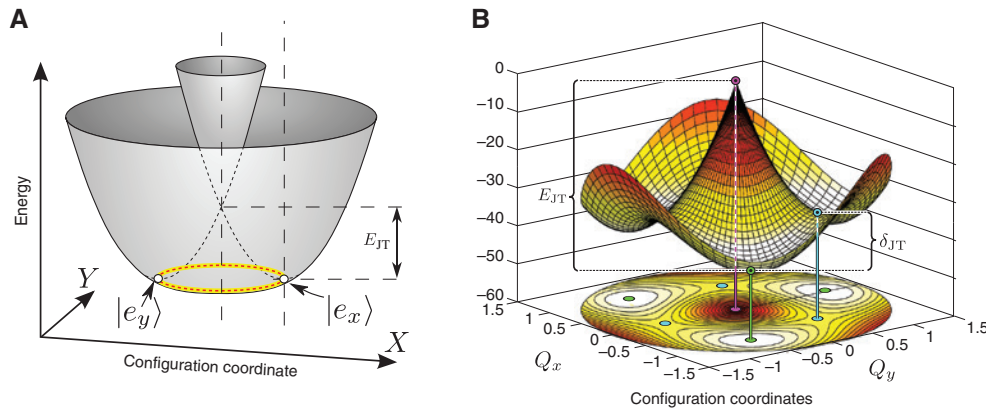 A
Energy
Y
|e_y⟩
|e_x⟩
E_JT
X
Configuration coordinate
B
0
−10
−20
−30
−40
−50
−60
E_JT
δ_JT
1.5
1
0.5
0
−0.5
−1
−1.5
Q_x
−1.5
−1
−0.5
0
0.5
1
1.5
Q_y
Configuration coordinates